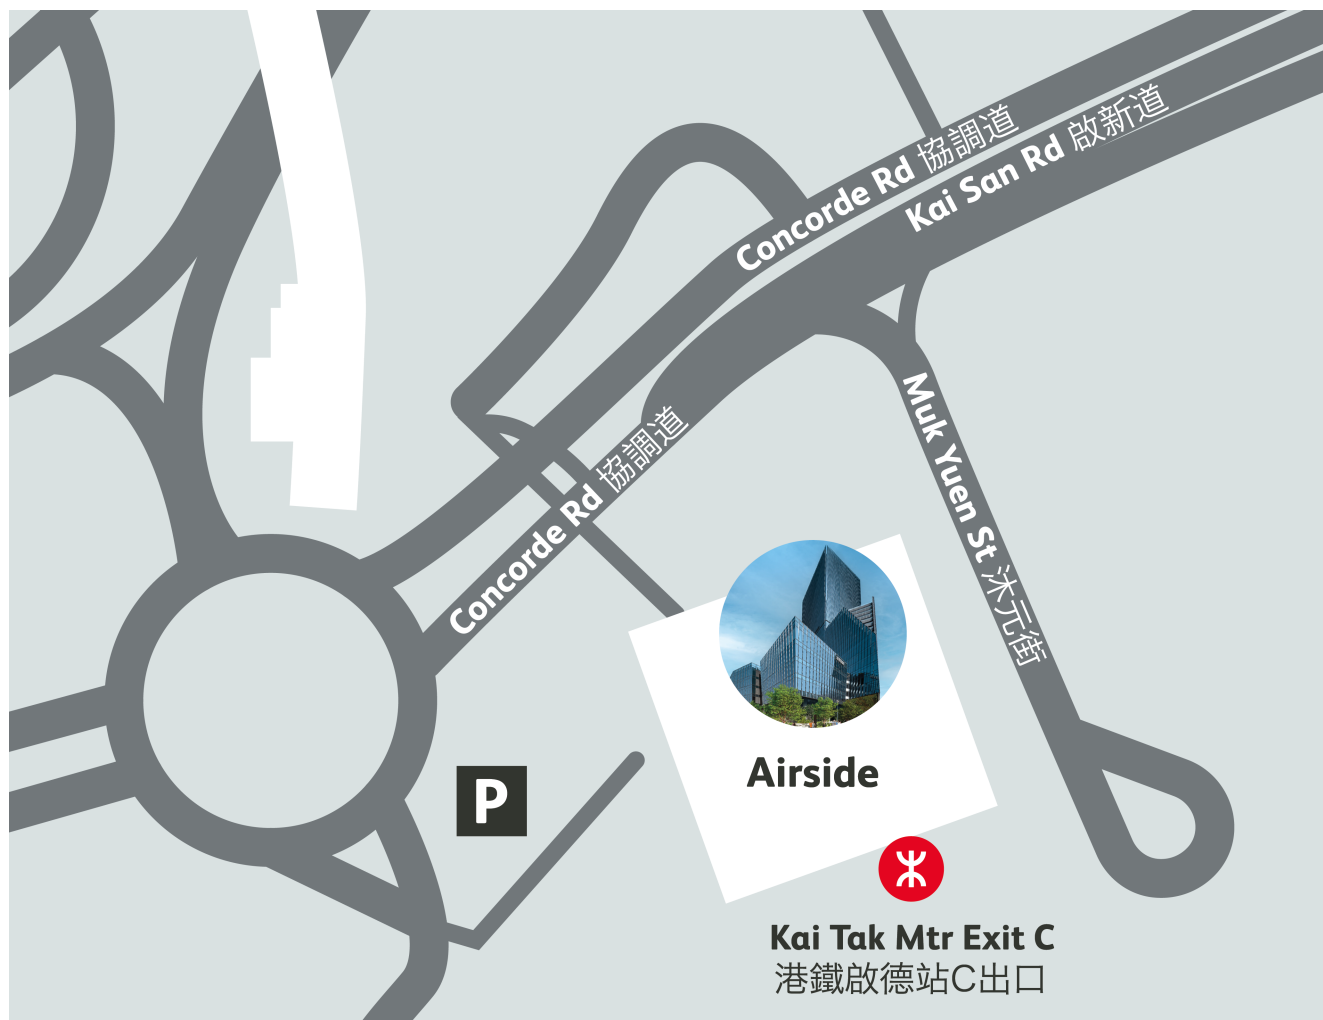 Concorde Rd 協調道
Kai San Rd 啟新道
Muk Yuen St 沐元街
Concorde Rd 協調道
Airside
P
Kai Tak Mtr Exit C
港鐵啟德站C出口